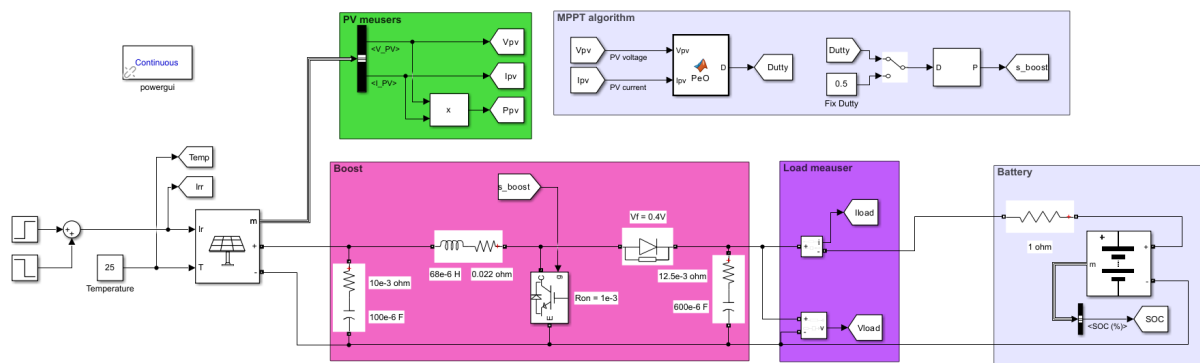 PV meusers
MPPT algorithm
Continuous
powergui
<V_PV>
Vpv
<I_PV>
Ipv
x
Ppv
Vpv
PV voltage
Ipv
PV current
Vpv
Ipv
D
PeO
Dutty
Dutty
0.5
Fix Dutty
D
P
s_boost
Temp
Irr
25
Temperature
Ir
T
m
+
-
Boost
s_boost
68e-6 H
0.022 ohm
10e-3 ohm
100e-6 F
g
C
E
Ron = 1e-3
Vf = 0.4V
12.5e-3 ohm
600e-6 F
Load meauser
+
-
i
Iload
+
-
v
Vload
Battery
1 ohm
+
m
+
-
<SOC (%)>
SOC